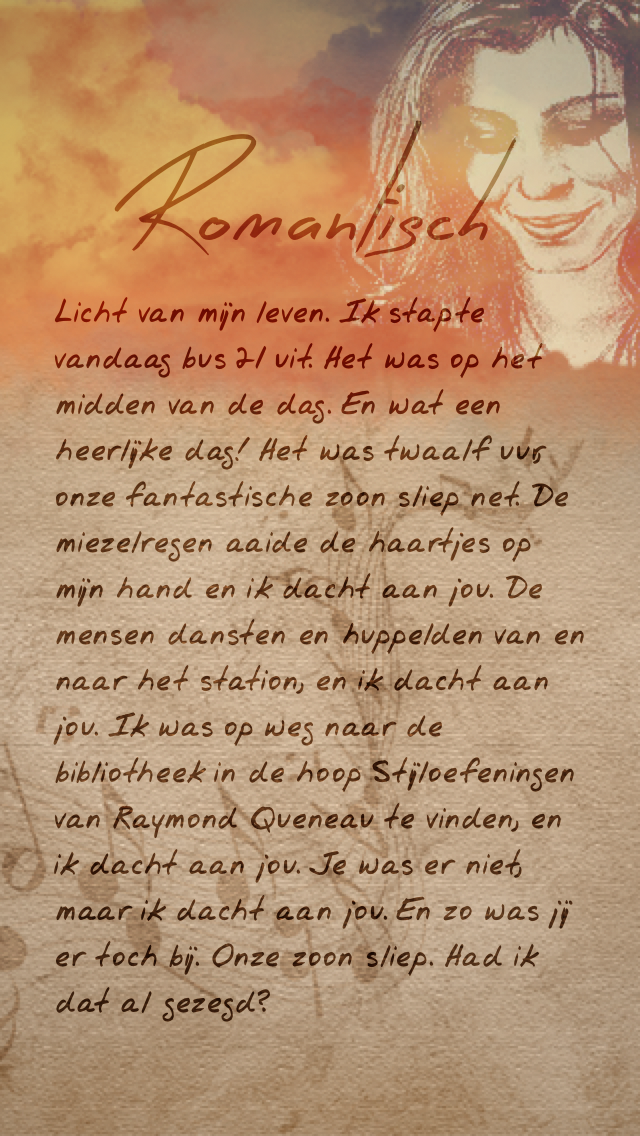 Romantisch
Licht van mijn leven. Ik stapte
vandaag bus 21 uit. Het was op het
midden van de dag. En wat een
heerlijke dag! Het was twaalf uur,
onze fantastische zoon sliep net. De
miezelregen aaide de haartjes op
mijn hand en ik dacht aan jou. De
mensen dansten en huppelden van en
naar het station, en ik dacht aan
jou. Ik was op weg naar de
bibliotheek in de hoop Stijloefeningen
van Raymond Queneau te vinden, en
ik dacht aan jou. Je was er niet,
maar ik dacht aan jou. En zo was jij
er toch bij. Onze zoon sliep. Had ik
dat al gezegd?